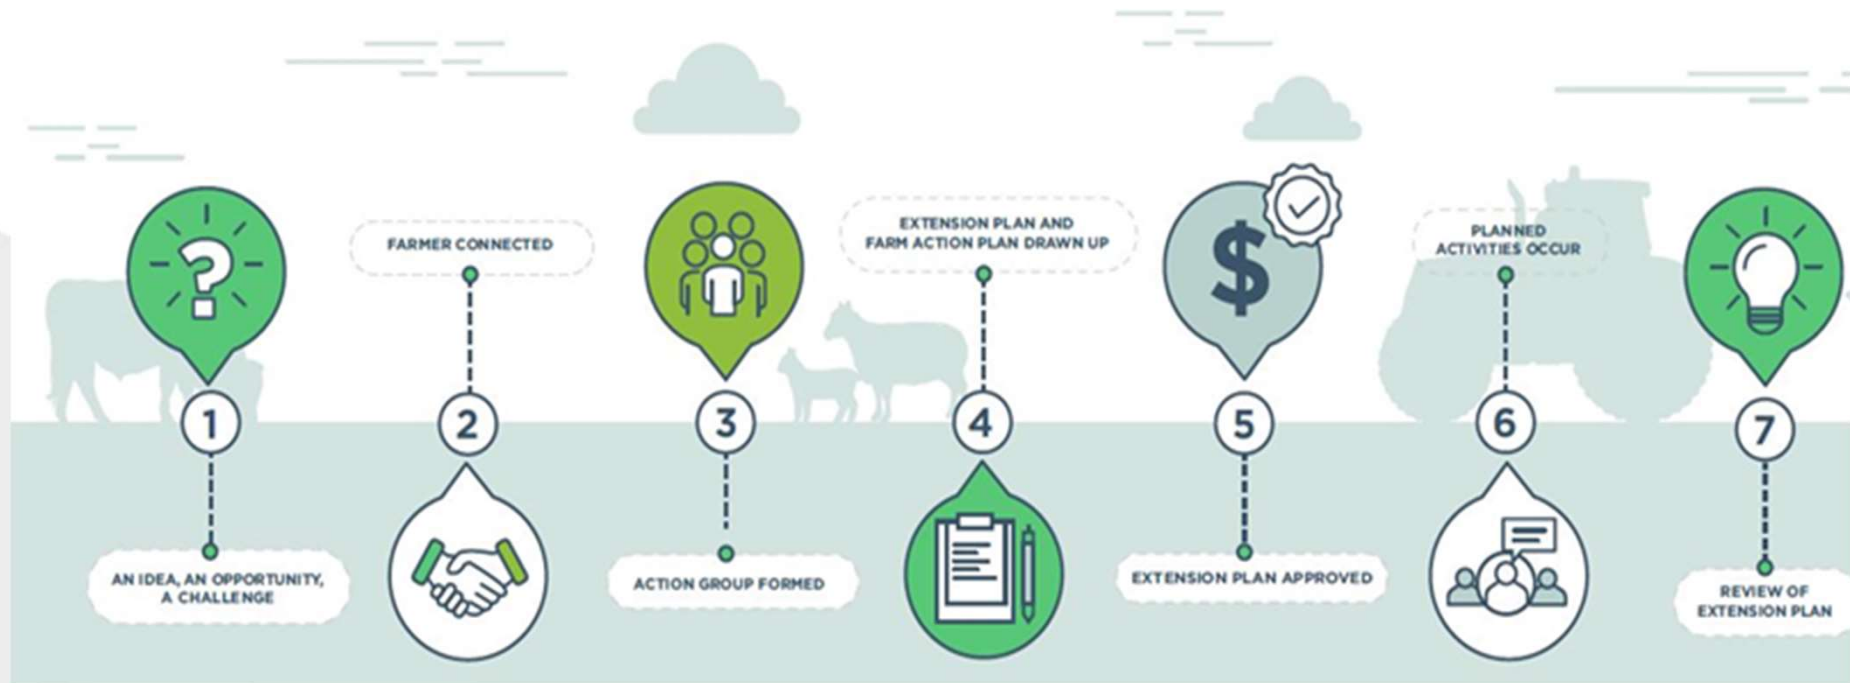 1
AN IDEA, AN OPPORTUNITY,
A CHALLENGE
FARMER CONNECTED
2
3
ACTION GROUP FORMED
EXTENSION PLAN AND
FARM ACTION PLAN DRAWN UP
4
$
5
EXTENSION PLAN APPROVED
PLANNED
ACTIVITIES OCCUR
6
7
REVIEW OF
EXTENSION PLAN